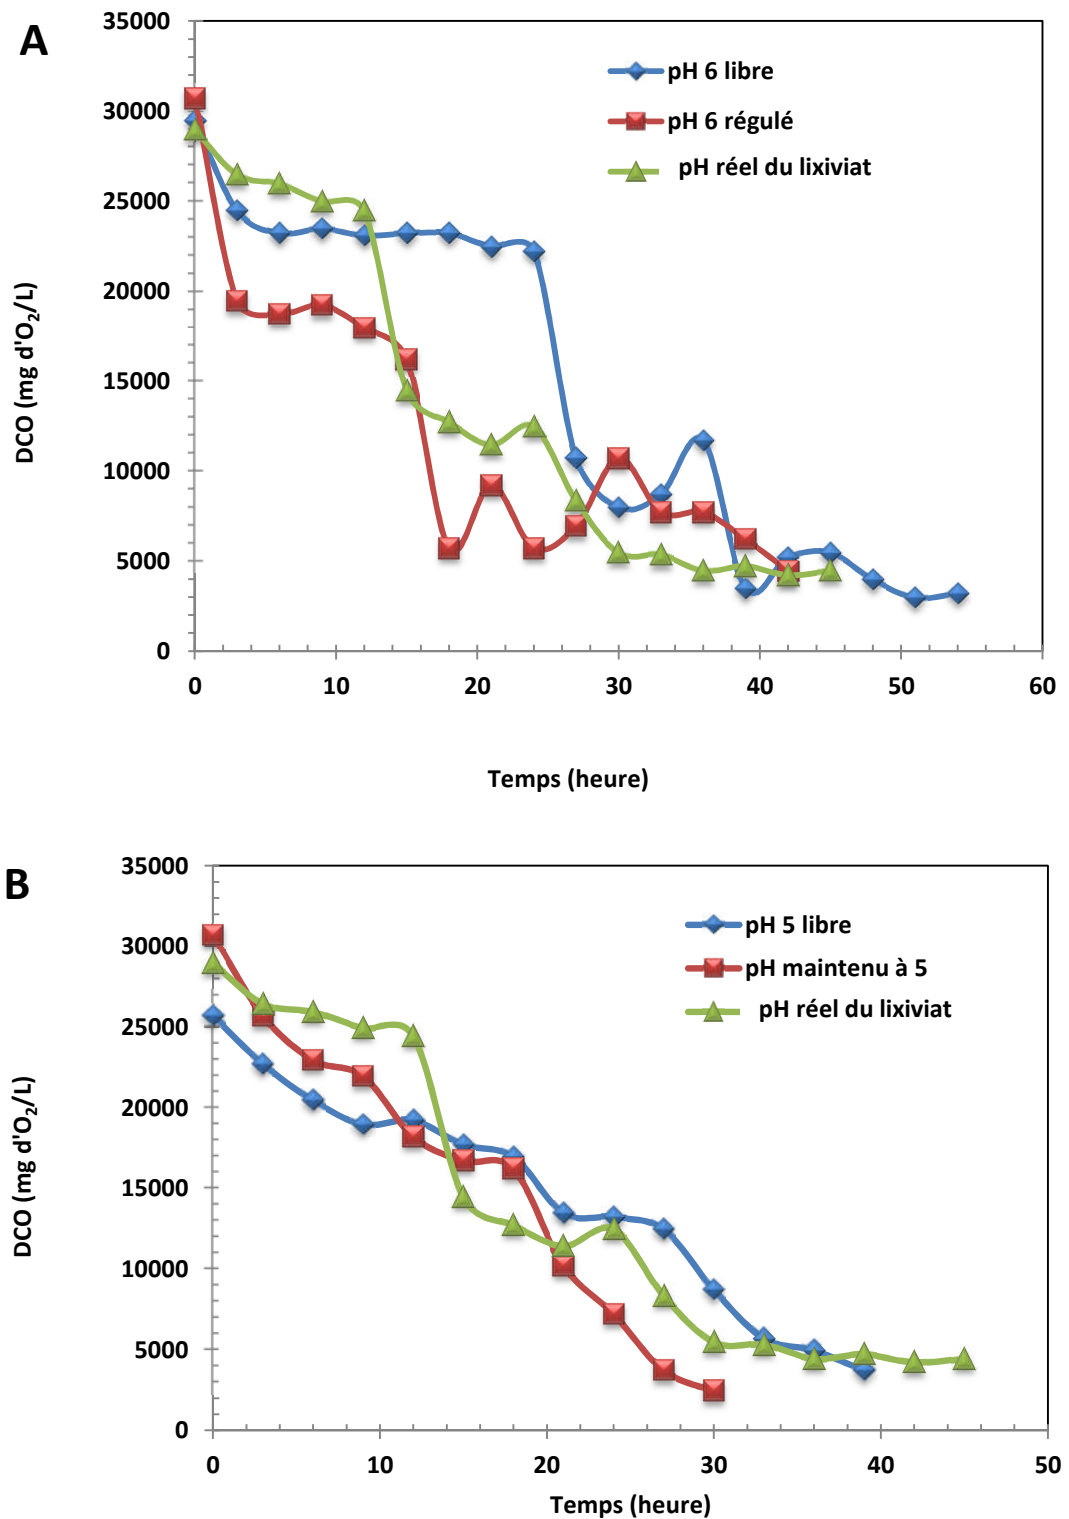 A
35000
30000
25000
20000
15000
10000
5000
0
DCO (mg d'O₂/L)
pH 6 libre
pH 6 régulé
pH réel du lixiviat
0 10 20 30 40 50 60
Temps (heure)
B
35000
30000
25000
20000
15000
10000
5000
0
DCO (mg d'O₂/L)
pH 5 libre
pH maintenu à 5
pH réel du lixiviat
0 10 20 30 40 50
Temps (heure)